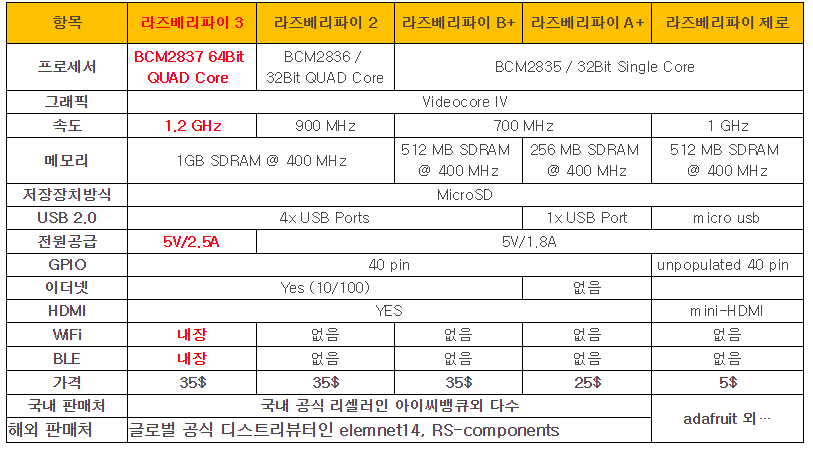 항목 라즈베리파이 3 라즈베리파이 2 라즈베리파이 B+ 라즈베리파이 A+ 라즈베리파이 제로
프로세서 BCM2837 64Bit QUAD Core BCM2836 / 32Bit QUAD Core BCM2835 / 32Bit Single Core
그래픽 Videocore IV
속도 1.2 GHz 900 MHz 700 MHz 1 GHz
메모리 1GB SDRAM @ 400 MHz 512 MB SDRAM @ 400 MHz 256 MB SDRAM @ 400 MHz 512 MB SDRAM @ 400 MHz
저장장치방식 MicroSD
USB 2.0 4x USB Ports 1x USB Port micro usb
전원공급 5V/2.5A 5V/1.8A
GPIO 40 pin unpopulated 40 pin
이더넷 Yes (10/100) 없음
HDMI YES mini-HDMI
WiFi 내장 없음 없음 없음 없음
BLE 내장 없음 없음 없음 없음
가격 35$ 35$ 35$ 25$ 5$
국내 판매처 국내 공식 리셀러인 아이씨뱅큐외 다수 adafruit 외…
해외 판매처 글로벌 공식 디스트리뷰터인 elemnet14, RS-components